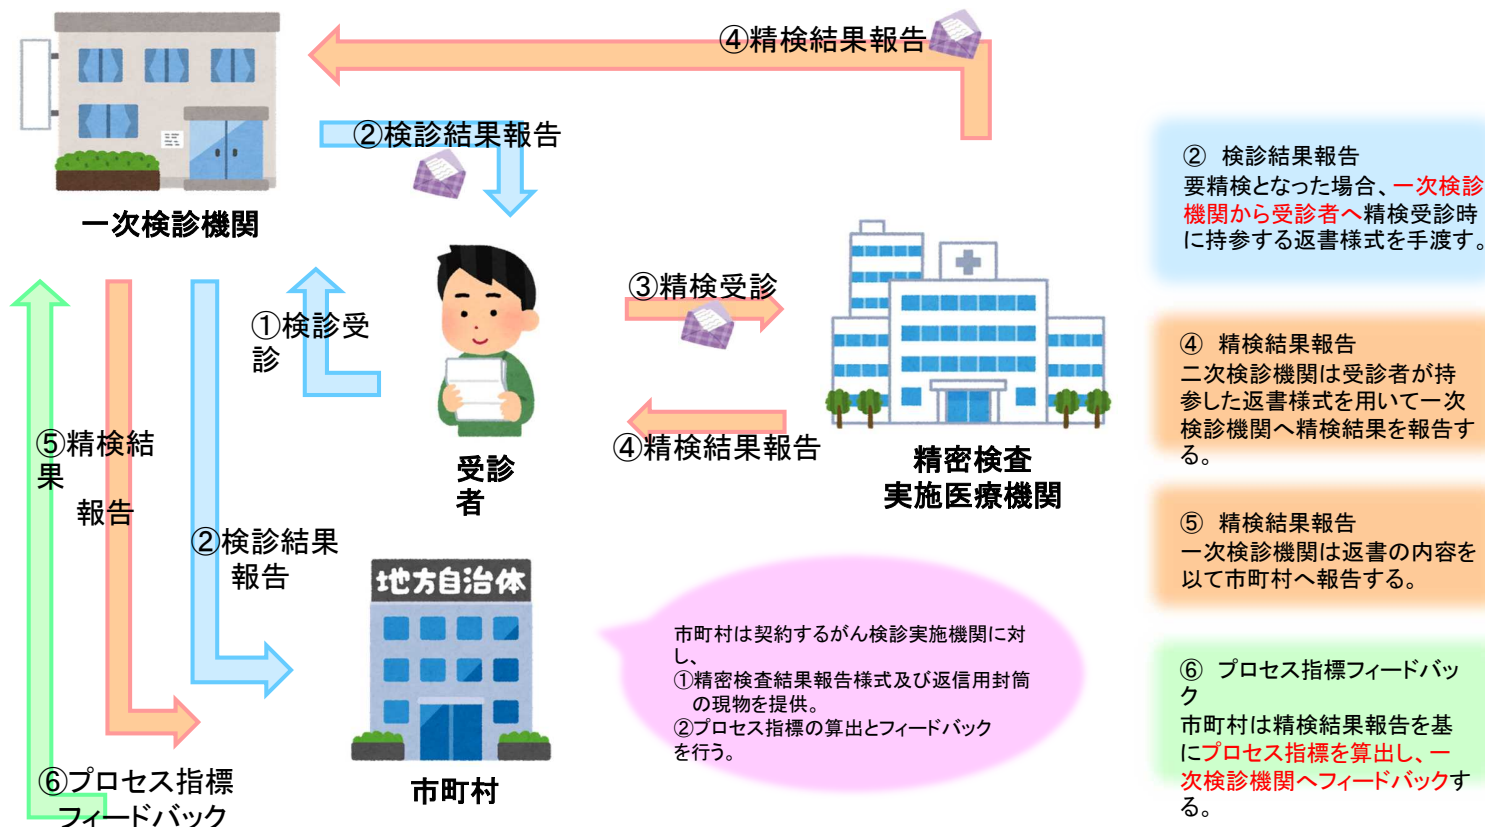 ④精検結果報告
②検診結果報告
一次検診機関
①検診受
診
③精検受診
④精検結果報告
受診
者
精密検査
実施医療機関
⑤精検結
果
報告
②検診結果
報告
地方自治体
市町村
⑥プロセス指標
フィードバック
市町村は契約するがん検診実施機関に対
し、
①精密検査結果報告様式及び返信用封筒
の現物を提供。
②プロセス指標の算出とフィードバック
を行う。
② 検診結果報告
要精検となった場合、一次検診
機関から受診者へ精検受診時
に持参する返書様式を手渡す。
④ 精検結果報告
二次検診機関は受診者が持
参した返書様式を用いて一次
検診機関へ精検結果を報告す
る。
⑤ 精検結果報告
一次検診機関は返書の内容を
以て市町村へ報告する。
⑥ プロセス指標フィードバッ
ク
市町村は精検結果報告を基
にプロセス指標を算出し、一
次検診機関へフィードバックす
る。